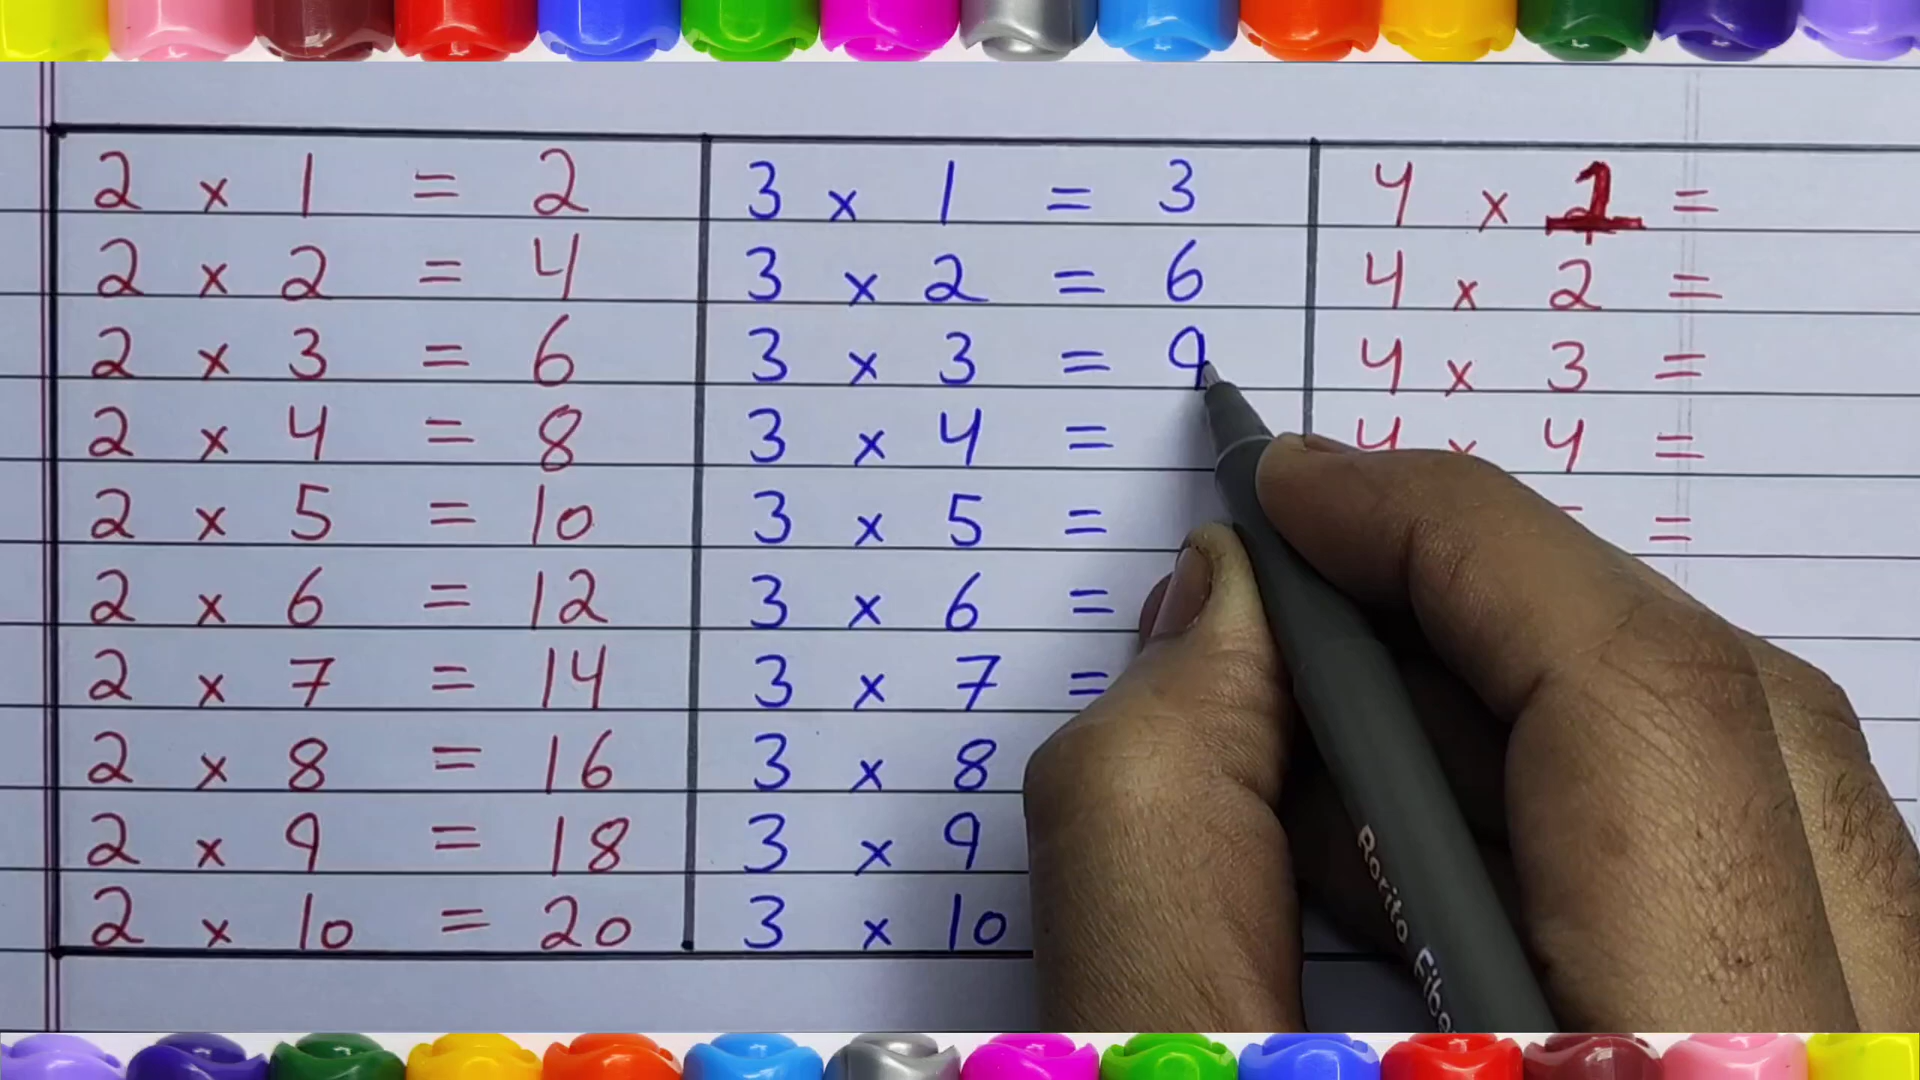 2 x 1 = 2
2 x 2 = 4
2 x 3 = 6
2 x 4 = 8
2 x 5 = 10
2 x 6 = 12
2 x 7 = 14
2 x 8 = 16
2 x 9 = 18
2 x 10 = 20
3 x 1 = 3
3 x 2 = 6
3 x 3 = 9
3 x 4 =
3 x 5 =
3 x 6 =
3 x 7 =
3 x 8
3 x 9
3 x 10
4 x 1 =
4 x 2 =
4 x 3 =
4 x 4 =
=
Rorito